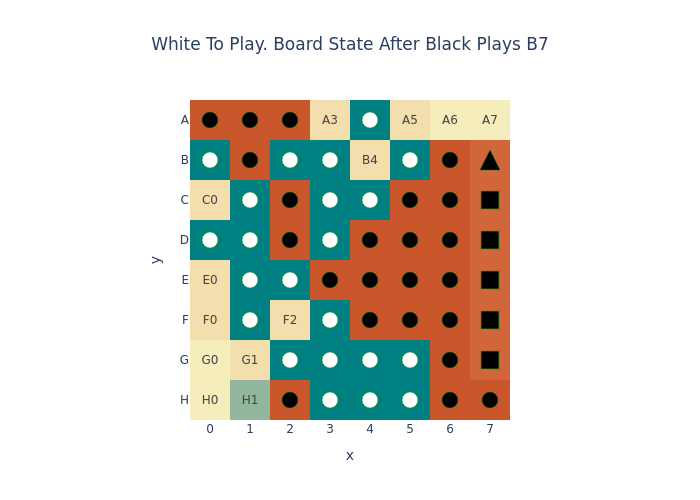 White To Play. Board State After Black Plays B7
A A3 A5 A6 A7
B B4
C C0
D
E E0
F F0 F2
G G0 G1
H H0 H1
0 1 2 3 4 5 6 7
x
y